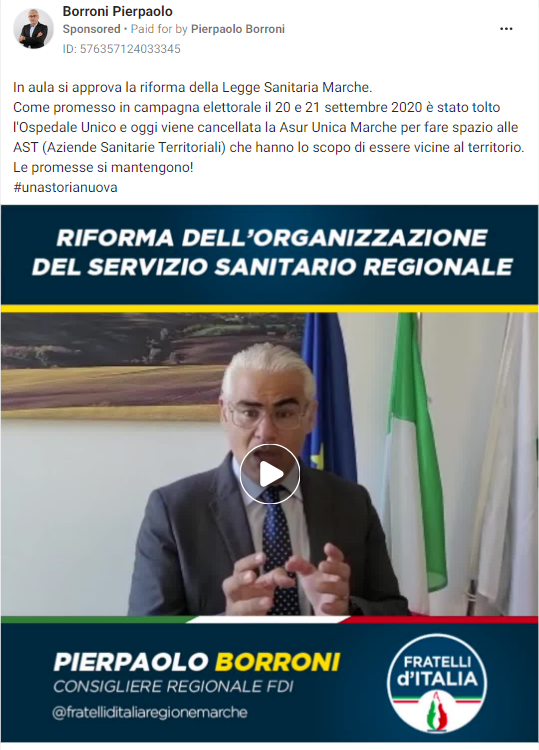 Borroni Pierpaolo
Sponsored • Paid for by Pierpaolo Borroni
ID: 576357124033345
In aula si approva la riforma della Legge Sanitaria Marche.
Come promesso in campagna elettorale il 20 e 21 settembre 2020 è stato tolto
l'Ospedale Unico e oggi viene cancellata la Asur Unica Marche per fare spazio alle
AST (Aziende Sanitarie Territoriali) che hanno lo scopo di essere vicine al territorio.
Le promesse si mantengono!
#unastorianuova
RIFORMA DELL'ORGANIZZAZIONE
DEL SERVIZIO SANITARIO REGIONALE
PIERPAOLO BORRONI
CONSIGLIERE REGIONALE FDI
@fratelliditaliaregionemarche
FRATELLI
d'ITALIA